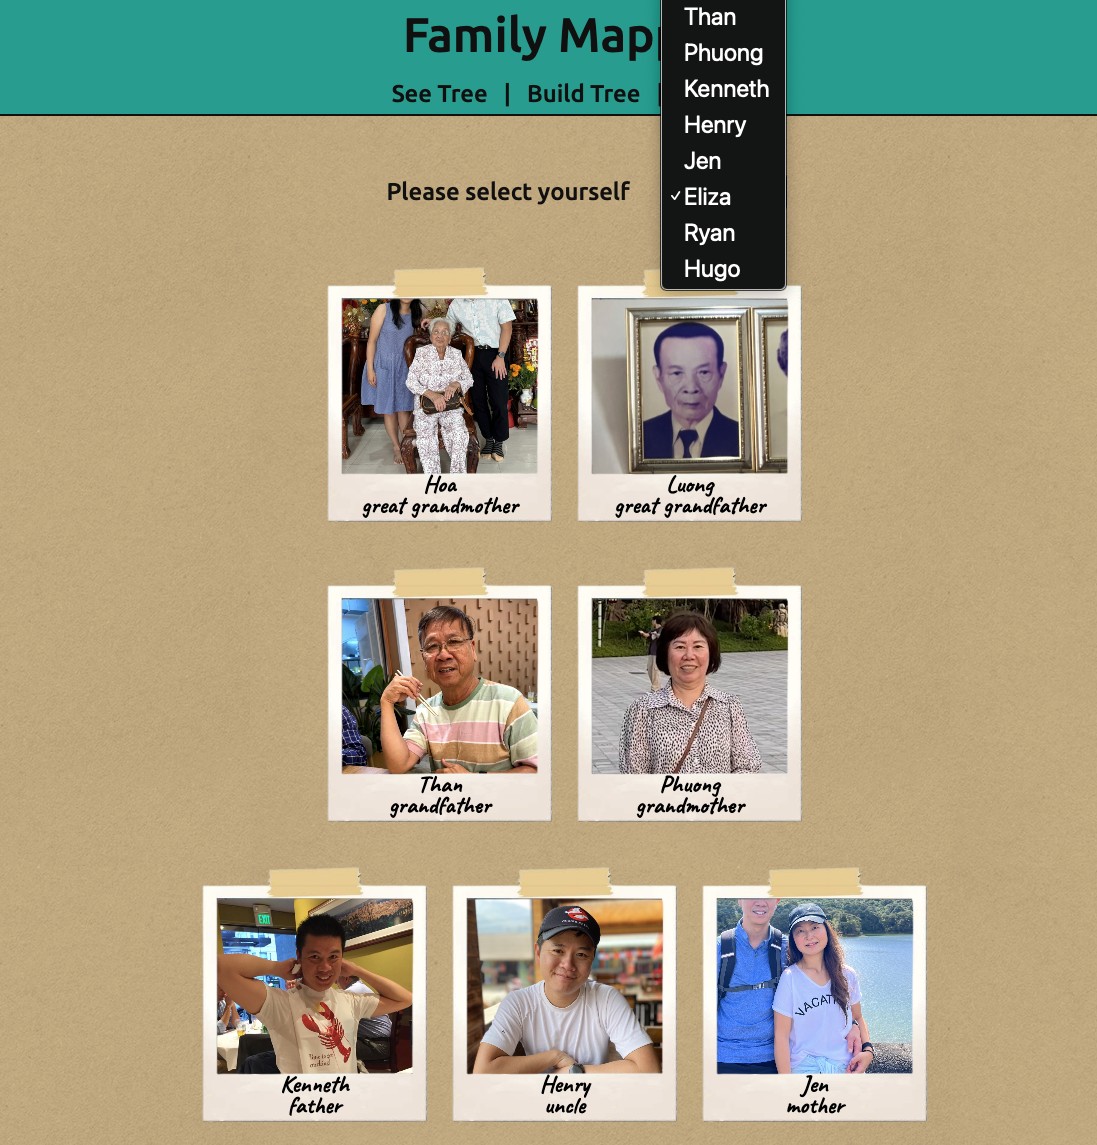 Family Map
See Tree | Build Tree |
Than
Phuong
Kenneth
Henry
Jen
✓ Eliza
Ryan
Hugo
Please select yourself
Hoa
great grandmother
Luong
great grandfather
Than
grandfather
Phuong
grandmother
EXIT
VACAT
Kenneth
father
Henry
uncle
Jen
mother